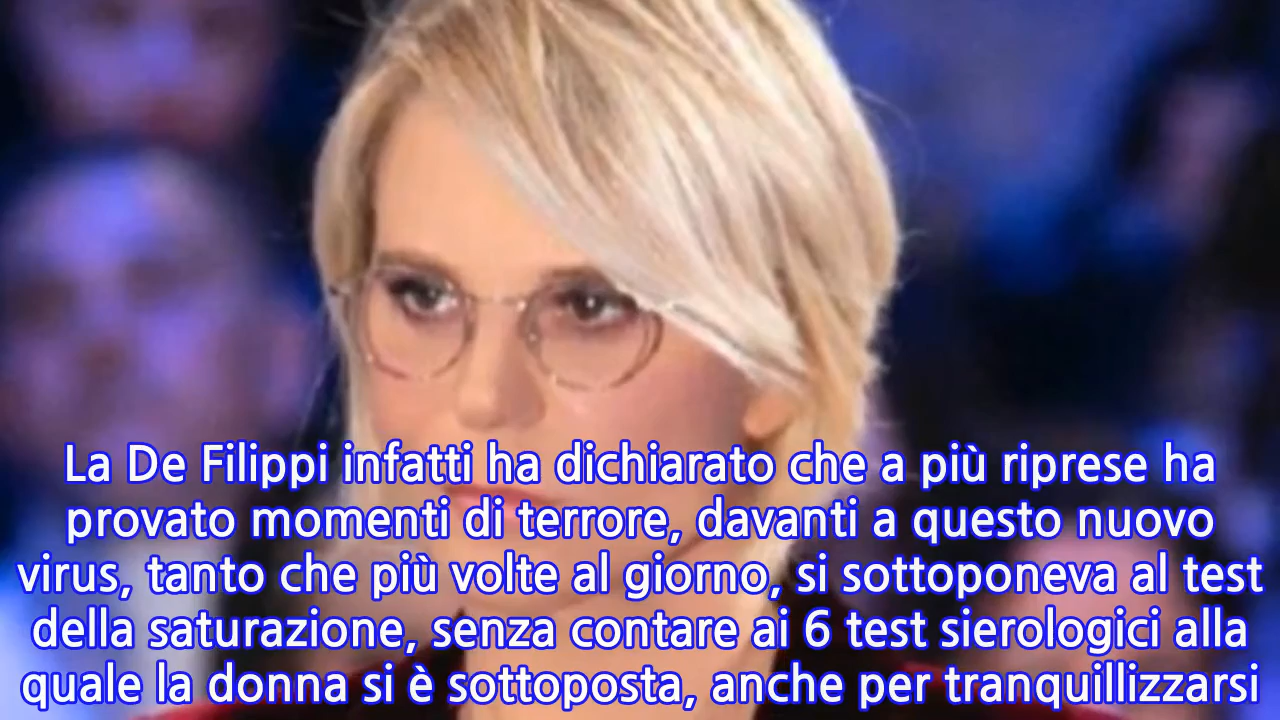 La De Filippi infatti ha dichiarato che a più riprese ha
provato momenti di terrore, davanti a questo nuovo
virus, tanto che più volte al giorno, si sottoponeva al test
della saturazione, senza contare ai 6 test sierologici alla
quale la donna si è sottoposta, anche per tranquillizzarsi